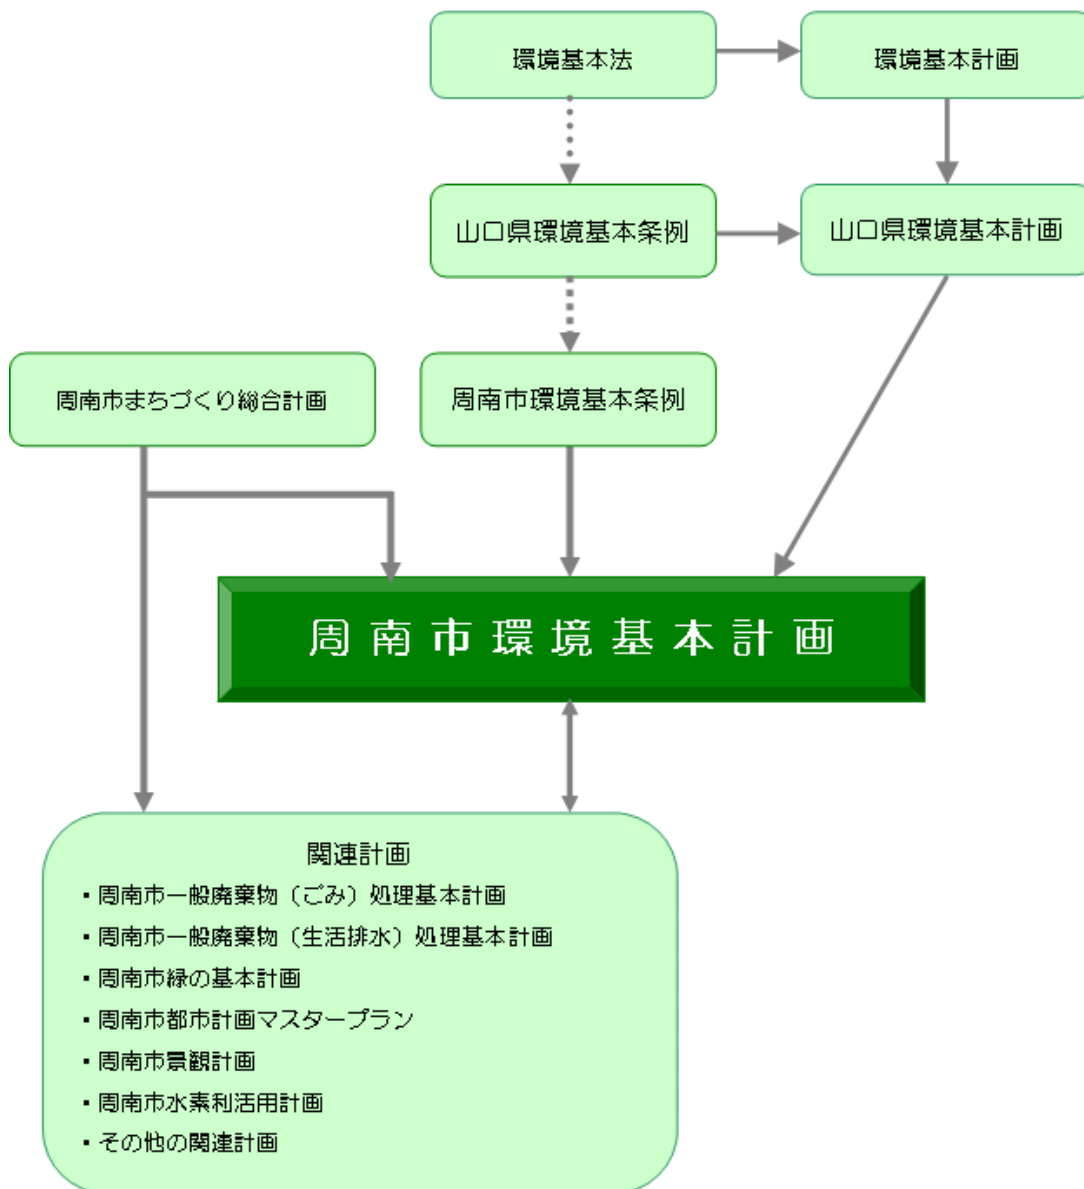 環境基本法
環境基本計画
山口県環境基本条例
山口県環境基本計画
周南市まちづくり総合計画
周南市環境基本条例
周南市環境基本計画
関連計画
・周南市一般廃棄物（ごみ）処理基本計画
・周南市一般廃棄物（生活排水）処理基本計画
・周南市緑の基本計画
・周南市都市計画マスタープラン
・周南市景観計画
・周南市水素利活用計画
・その他の関連計画